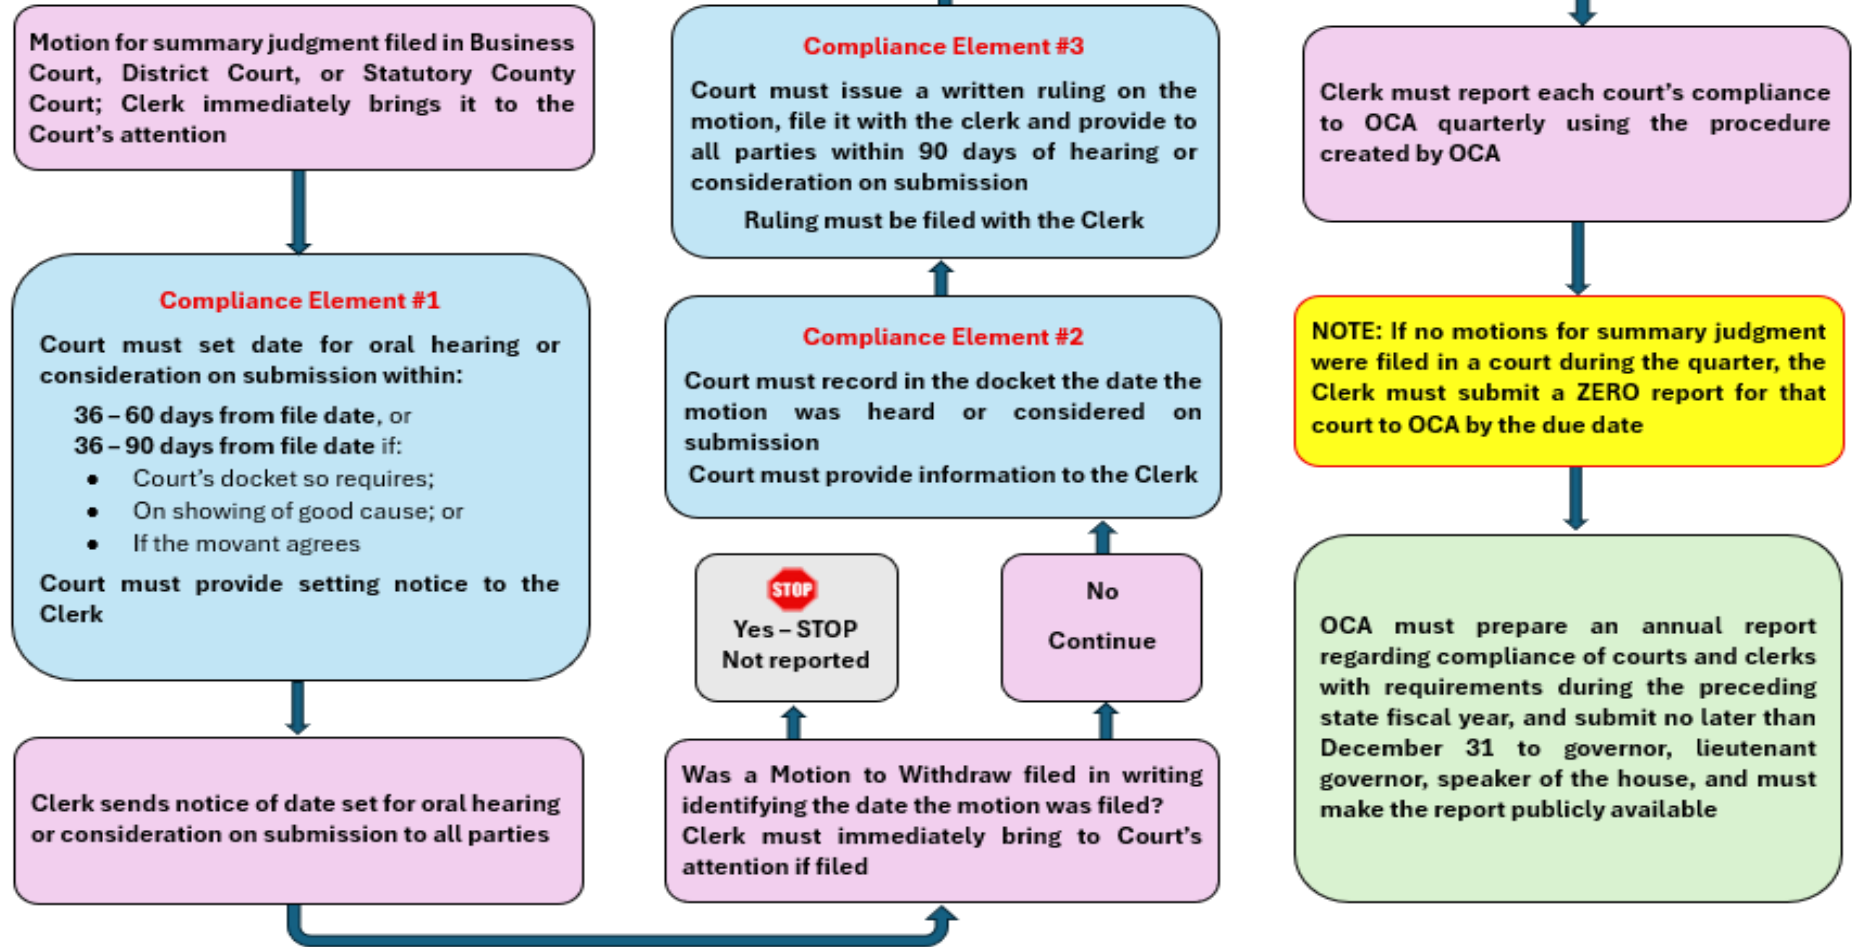 Motion for summary judgment filed in Business
Court, District Court, or Statutory County
Court; Clerk immediately brings it to the
Court's attention
Compliance Element #1
Court must set date for oral hearing or
consideration on submission within:
36 – 60 days from file date, or
36 – 90 days from file date if:
• Court's docket so requires;
• On showing of good cause; or
• If the movant agrees
Court must provide setting notice to the
Clerk
Clerk sends notice of date set for oral hearing
or consideration on submission to all parties
Was a Motion to Withdraw filed in writing
identifying the date the motion was filed?
Clerk must immediately bring to Court's
attention if filed
STOP
Yes – STOP
Not reported
No
Continue
Compliance Element #2
Court must record in the docket the date the
motion was heard or considered on
submission
Court must provide information to the Clerk
Compliance Element #3
Court must issue a written ruling on the
motion, file it with the clerk and provide to
all parties within 90 days of hearing or
consideration on submission
Ruling must be filed with the Clerk
Clerk must report each court's compliance
to OCA quarterly using the procedure
created by OCA
NOTE: If no motions for summary judgment
were filed in a court during the quarter, the
Clerk must submit a ZERO report for that
court to OCA by the due date
OCA must prepare an annual report
regarding compliance of courts and clerks
with requirements during the preceding
state fiscal year, and submit no later than
December 31 to governor, lieutenant
governor, speaker of the house, and must
make the report publicly available